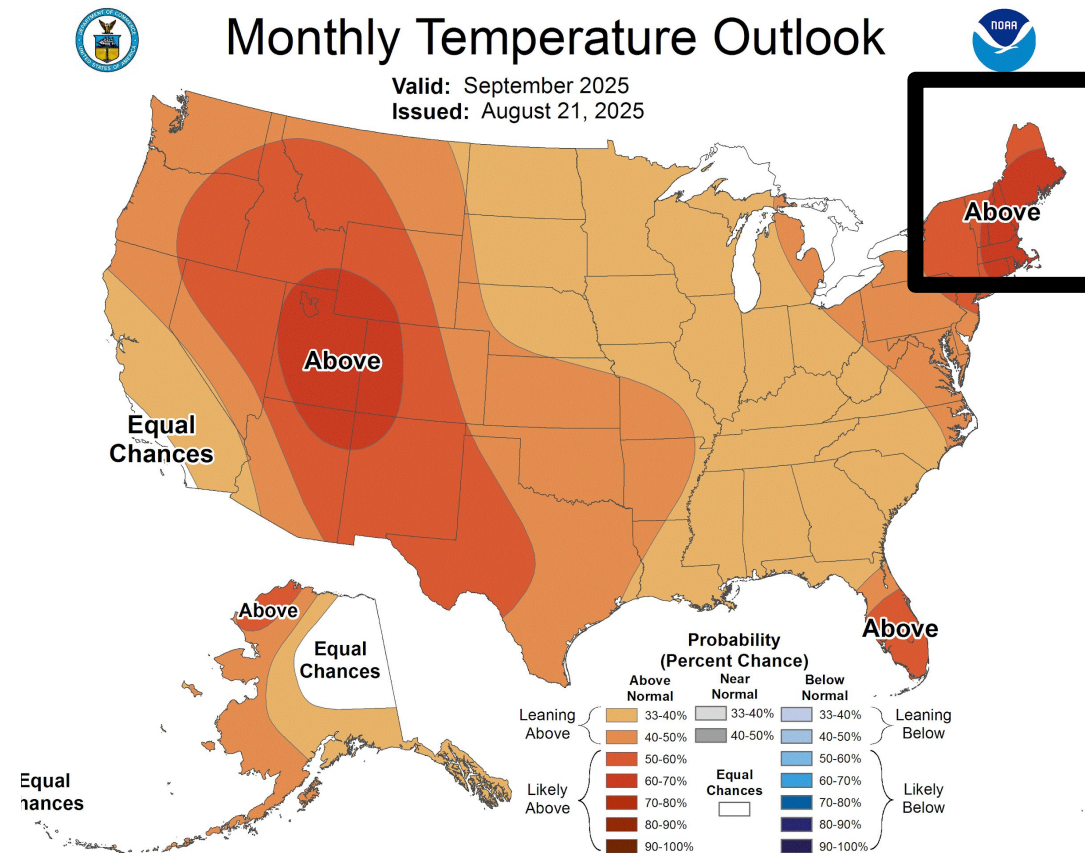 Monthly Temperature Outlook
NOAA
Valid: September 2025
Issued: August 21, 2025
Above
Above
Equal
Chances
Above
Equal
Chances
Above
Equal
hances
Probability
(Percent Chance)
Above
Normal
Near
Normal
Below
Normal
Leaning
Above
33-40%
40-50%
33-40%
40-50%
33-40%
40-50%
Leaning
Below
Likely
Above
50-60%
60-70%
70-80%
80-90%
90-100%
Equal
Chances
50-60%
60-70%
70-80%
80-90%
90-100%
Likely
Below